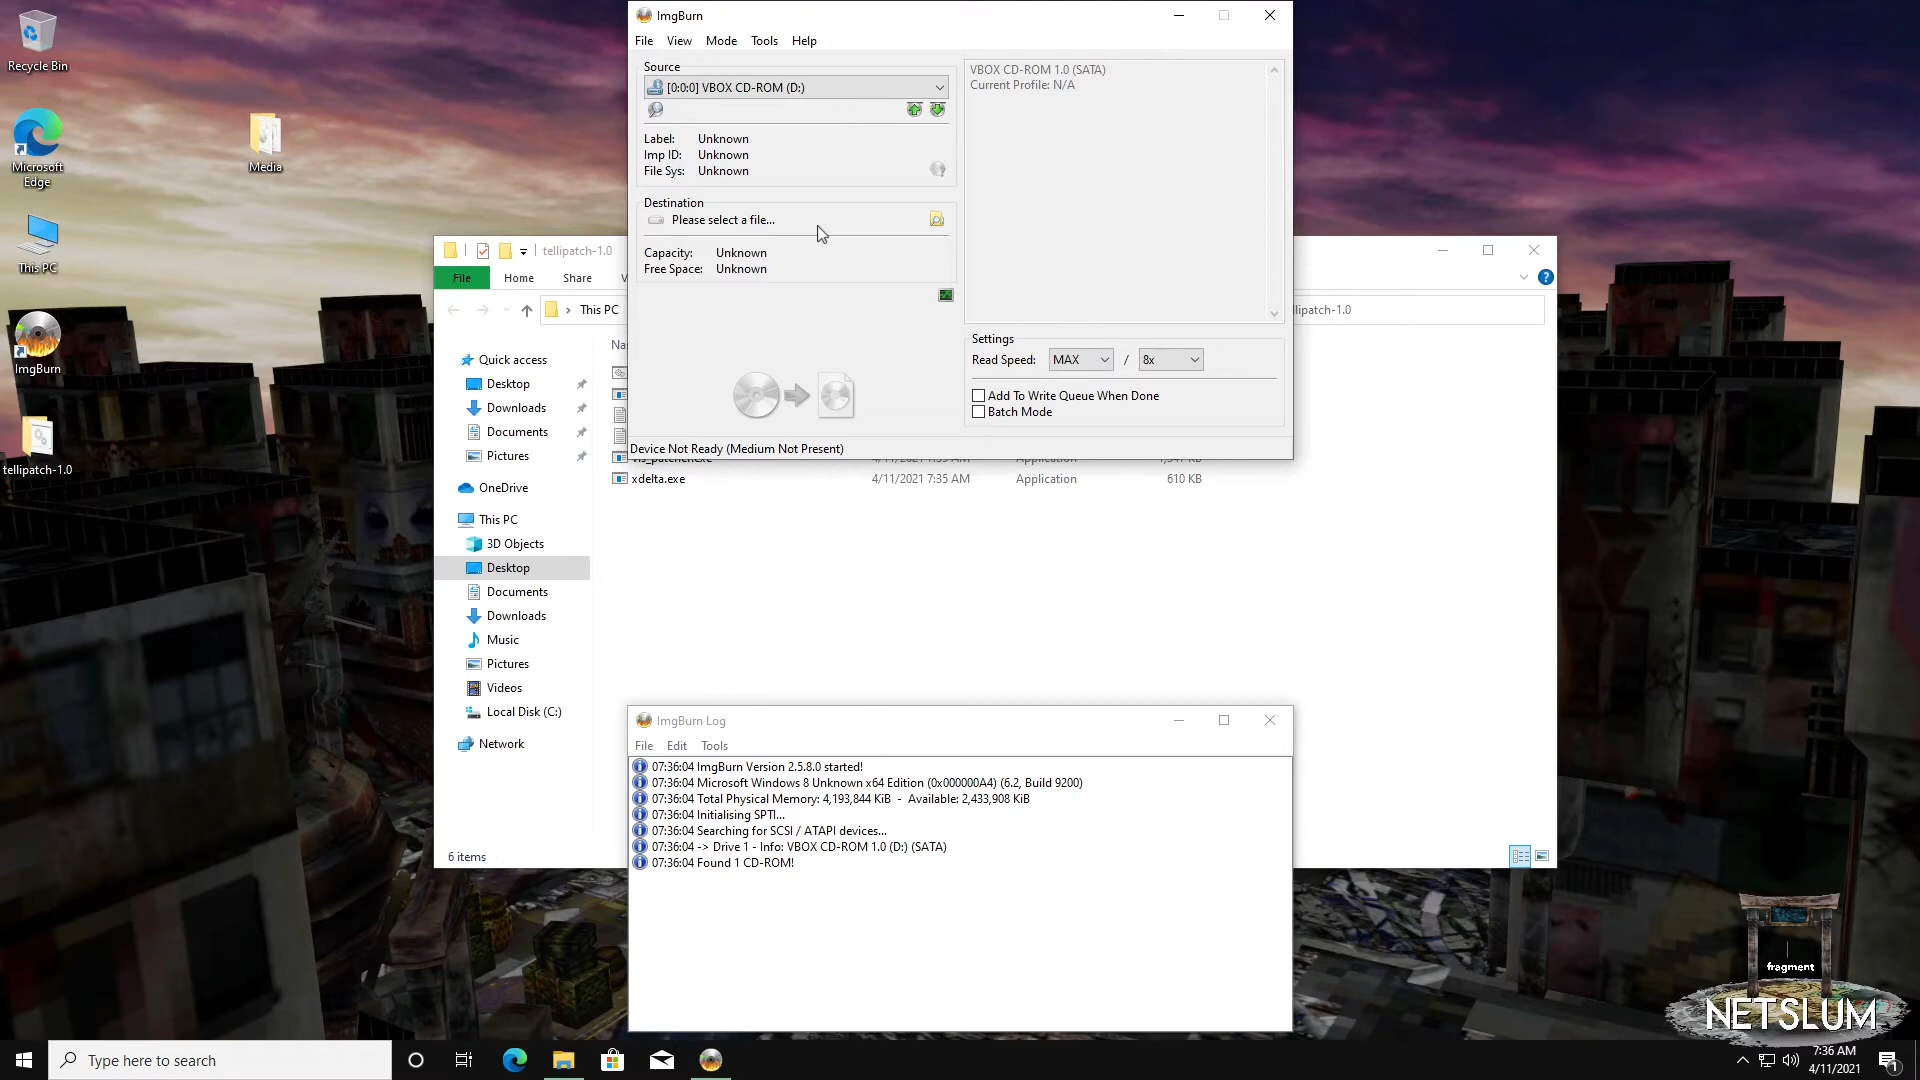 Recycle Bin
Microsoft
Edge
This PC
ImgBurn
tellipatch-1.0
Media
ImgBurn
File View Mode Tools Help
Source
[0:0:0] VBOX CD-ROM (D:)
Label: Unknown
Imp ID: Unknown
File Sys: Unknown
Destination
Please select a file...
Capacity: Unknown
Free Space: Unknown
VBOX CD-ROM 1.0 (SATA)
Current Profile: N/A
Settings
Read Speed: MAX / 8x
Add To Write Queue When Done
Batch Mode
Device Not Ready (Medium Not Present)
tellipatch-1.0
File Home Share
This PC
Quick access
Desktop
Downloads
Documents
Pictures
OneDrive
This PC
3D Objects
Desktop
Documents
Downloads
Music
Pictures
Videos
Local Disk (C:)
Network
xdelta.exe 4/11/2021 7:35 AM Application 610 KB
6 items
ImgBurn Log
File Edit Tools
07:36:04 ImgBurn Version 2.5.8.0 started!
07:36:04 Microsoft Windows 8 Unknown x64 Edition (0x000000A4) (6.2, Build 9200)
07:36:04 Total Physical Memory: 4,193,844 KiB - Available: 2,433,908 KiB
07:36:04 Initialising SPTI...
07:36:04 Searching for SCSI / ATAPI devices...
07:36:04 -> Drive 1 - Info: VBOX CD-ROM 1.0 (D:) (SATA)
07:36:04 Found 1 CD-ROM!
fragment
NETSLUM
Type here to search
7:36 AM
4/11/2021
1